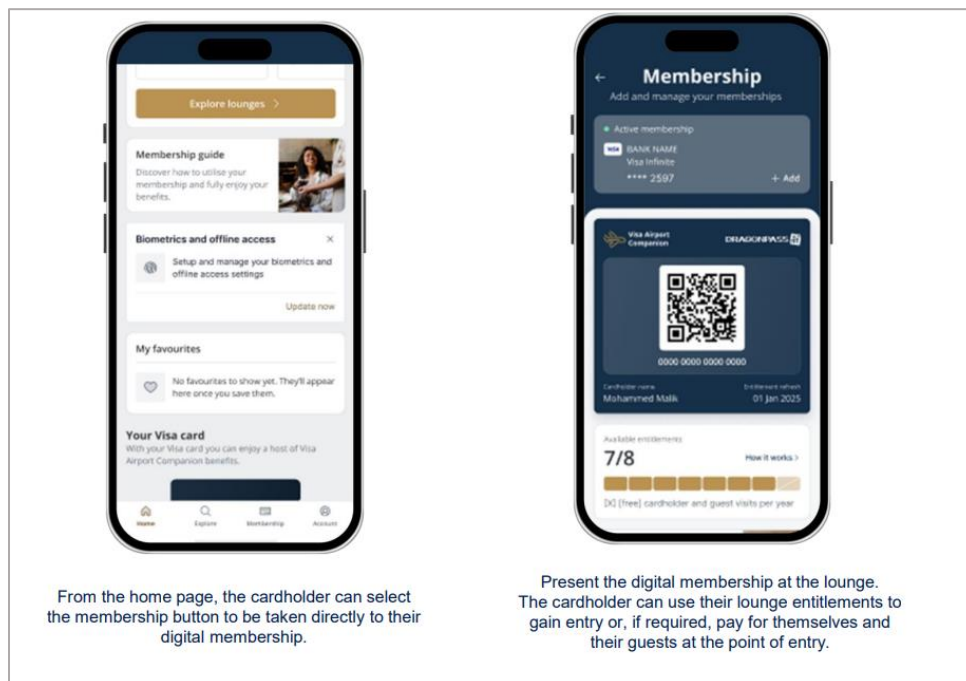 Explore lounges >
Membership guide
Discover how to utilise your
membership and fully enjoy your
benefits.
Biometrics and offline access
Setup and manage your biometrics and
offline access settings
Update now
My favourites
No favourites to show yet. They'll appear
here once you save them.
Your Visa card
With your Visa card you can enjoy a host of Visa
Airport Companion benefits.
Home
Explore
Membership
Account
From the home page, the cardholder can select
the membership button to be taken directly to their
digital membership.
Membership
Add and manage your memberships
Active membership
VISA
BANK NAME
Visa Infinite
**** 2597
+ Add
Visa Airport
Companion
DRAGONPASS
0000 0000 0000 0000
Cardholder name
Entitlement refresh
Mohammed Malik
01 Jan 2025
Available entitlements
7/8
How it works >
[X] [free] cardholder and guest visits per year
Present the digital membership at the lounge.
The cardholder can use their lounge entitlements to
gain entry or, if required, pay for themselves and
their guests at the point of entry.